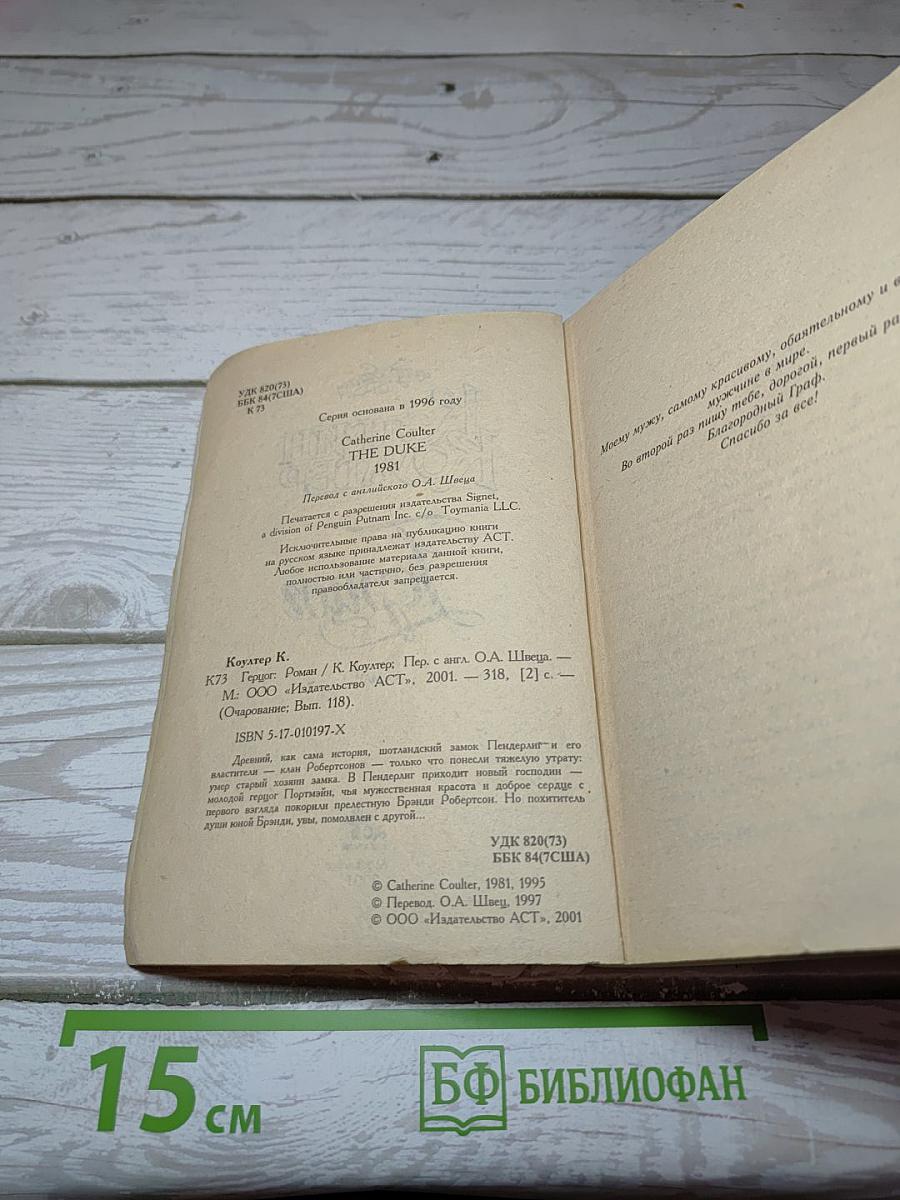 УДК 820(73)
ББК 84(7США)
К 73
Серия основана в 1996 году
Catherine Coulter
THE DUKE
1981
Перевод с английского О.А. Швеца
Печатается с разрешения издательства Signet,
a division of Penguin Putnam Inc. c/o Toymania LLC.
Исключительные права на публикацию книги
на русском языке принадлежат издательству АСТ.
Любое использование материала данной книги,
полностью или частично, без разрешения
правообладателя запрещается.
Коултер К.
К73 Герцог: Роман / К. Коултер; Пер. с англ. О.А. Швеца. —
М.: ООО «Издательство АСТ», 2001. — 318, [2] с. —
(Очарование; Вып. 118).
ISBN 5-17-010197-X
Древний, как сама история, шотландский замок Пендерлиг и его
властители — клан Робертсонов — только что понесли тяжелую утрату:
умер старый хозяин замка. В Пендерлиг приходит новый господин —
молодой герцог Портмэйн, чья мужественная красота и доброе сердце с
первого взгляда покорили прелестную Брэнди Робертсон. Но похититель
души юной Брэнди, увы, помолвлен с другой...
УДК 820(73)
ББК 84(7США)
© Catherine Coulter, 1981, 1995
© Перевод. О.А. Швец, 1997
© ООО «Издательство АСТ», 2001
Моему мужу, самому красивому, обаятельному и
мужчине в мире.
Во второй раз пишу тебе, дорогой, первый
Благородный Граф.
Спасибо за все!
15 см
БФ БИБЛИОФАН